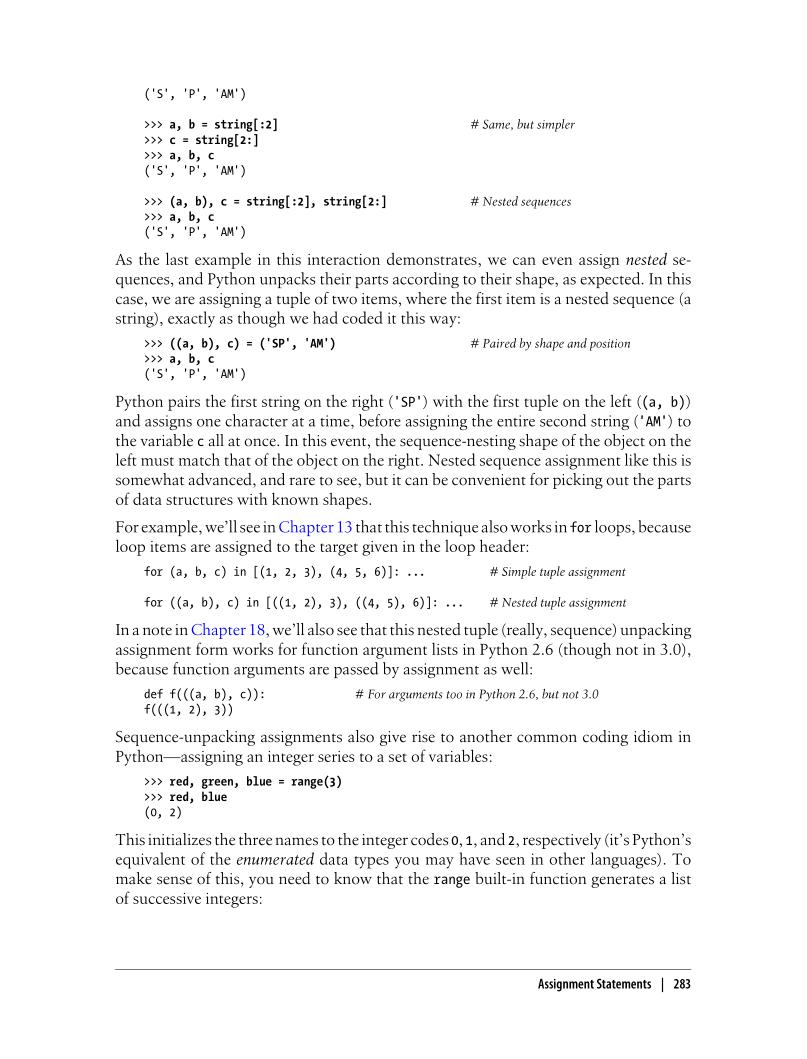 ('S', 'P', 'AM')
>>> a, b = string[:2] # Same, but simpler
>>> c = string[2:]
>>> a, b, c
('S', 'P', 'AM')
>>> (a, b), c = string[:2], string[2:] # Nested sequences
>>> a, b, c
('S', 'P', 'AM')
As the last example in this interaction demonstrates, we can even assign nested se-
quences, and Python unpacks their parts according to their shape, as expected. In this
case, we are assigning a tuple of two items, where the first item is a nested sequence (a
string), exactly as though we had coded it this way:
>>> ((a, b), c) = ('SP', 'AM') # Paired by shape and position
>>> a, b, c
('S', 'P', 'AM')
Python pairs the first string on the right ('SP') with the first tuple on the left ((a, b))
and assigns one character at a time, before assigning the entire second string ('AM') to
the variable c all at once. In this event, the sequence-nesting shape of the object on the
left must match that of the object on the right. Nested sequence assignment like this is
somewhat advanced, and rare to see, but it can be convenient for picking out the parts
of data structures with known shapes.
For example, we'll see in Chapter 13 that this technique also works in for loops, because
loop items are assigned to the target given in the loop header:
for (a, b, c) in [(1, 2, 3), (4, 5, 6)]: ... # Simple tuple assignment
for ((a, b), c) in [((1, 2), 3), ((4, 5), 6)]: ... # Nested tuple assignment
In a note in Chapter 18, we'll also see that this nested tuple (really, sequence) unpacking
assignment form works for function argument lists in Python 2.6 (though not in 3.0),
because function arguments are passed by assignment as well:
def f(((a, b), c)): # For arguments too in Python 2.6, but not 3.0
f(((1, 2), 3))
Sequence-unpacking assignments also give rise to another common coding idiom in
Python—assigning an integer series to a set of variables:
>>> red, green, blue = range(3)
>>> red, blue
(0, 2)
This initializes the three names to the integer codes 0, 1, and 2, respectively (it's Python's
equivalent of the enumerated data types you may have seen in other languages). To
make sense of this, you need to know that the range built-in function generates a list
of successive integers:
Assignment Statements | 283